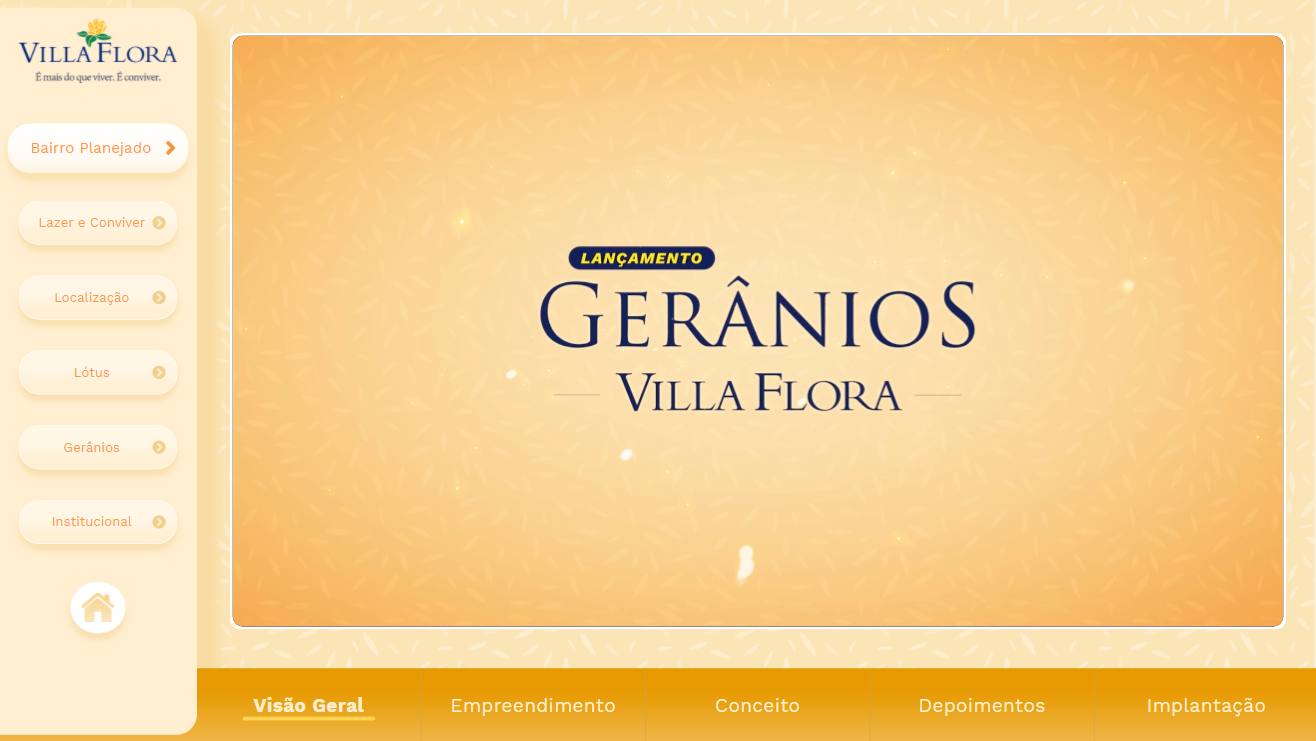 VILLA FLORA
É mais do que viver. É conviver.
Bairro Planejado
Lazer e Conviver
Localização
Lótus
Gerânios
Institucional
LANÇAMENTO
GERÂNIOS
VILLA FLORA
Visão Geral
Empreendimento
Conceito
Depoimentos
Implantação